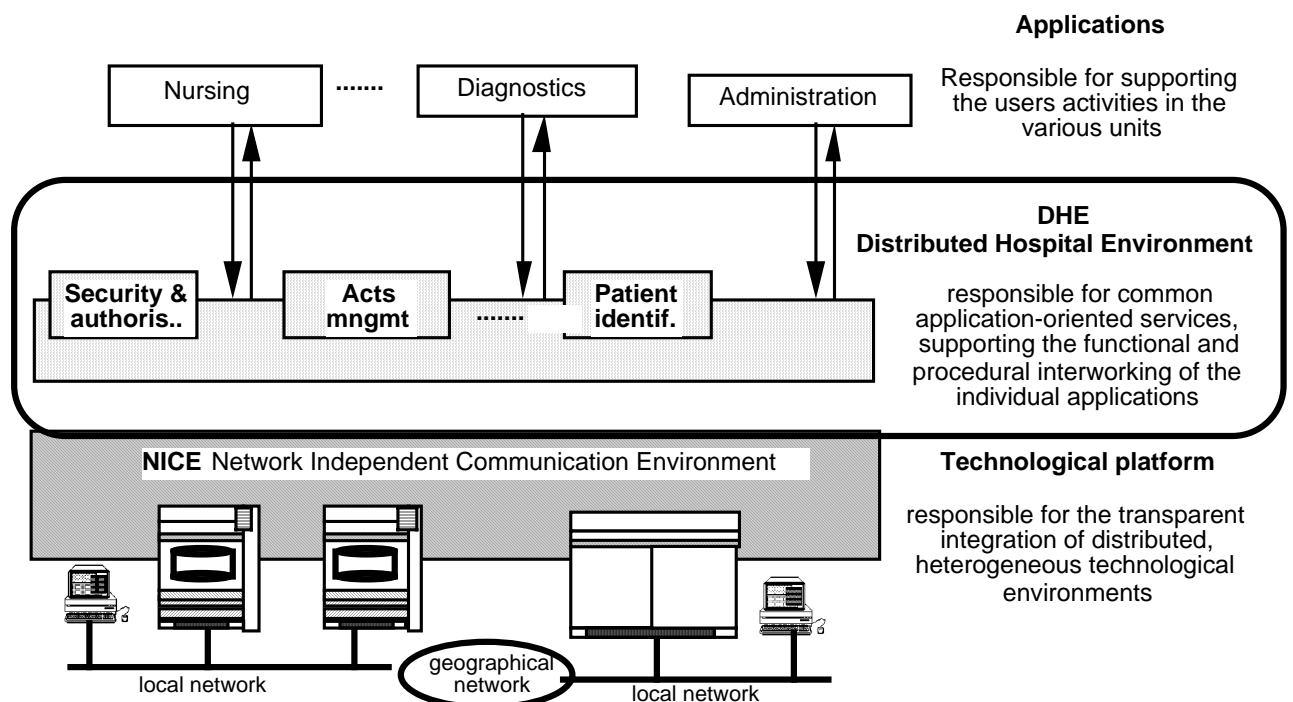 Applications
Responsible for supporting
the users activities in the
various units
Nursing
.......
Diagnostics
Administration
DHE
Distributed Hospital Environment
responsible for common
application-oriented services,
supporting the functional and
procedural interworking of the
individual applications
Security &
authoris..
Acts
mngmt
.......
Patient
identif.
NICE Network Independent Communication Environment
Technological platform
responsible for the transparent
integration of distributed,
heterogeneous technological
environments
local network
geographical
network
local network